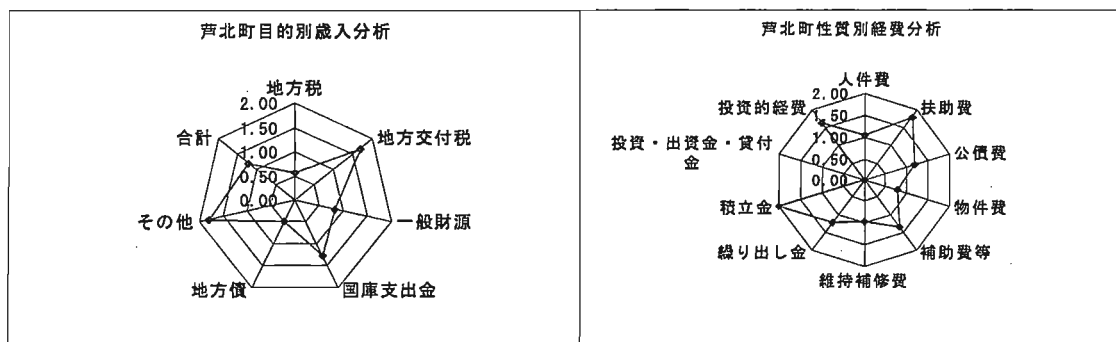 芦北町目的別歳入分析
地方税
2.00
1.50
1.00
0.50
0.00
地方交付税
一般財源
国庫支出金
地方債
その他
合計
芦北町性質別経費分析
人件費
2.00
1.50
1.00
0.50
0.00
扶助費
公債費
物件費
補助費等
維持補修費
繰り出し金
積立金
投資・出資金・貸付
金
投資的経費